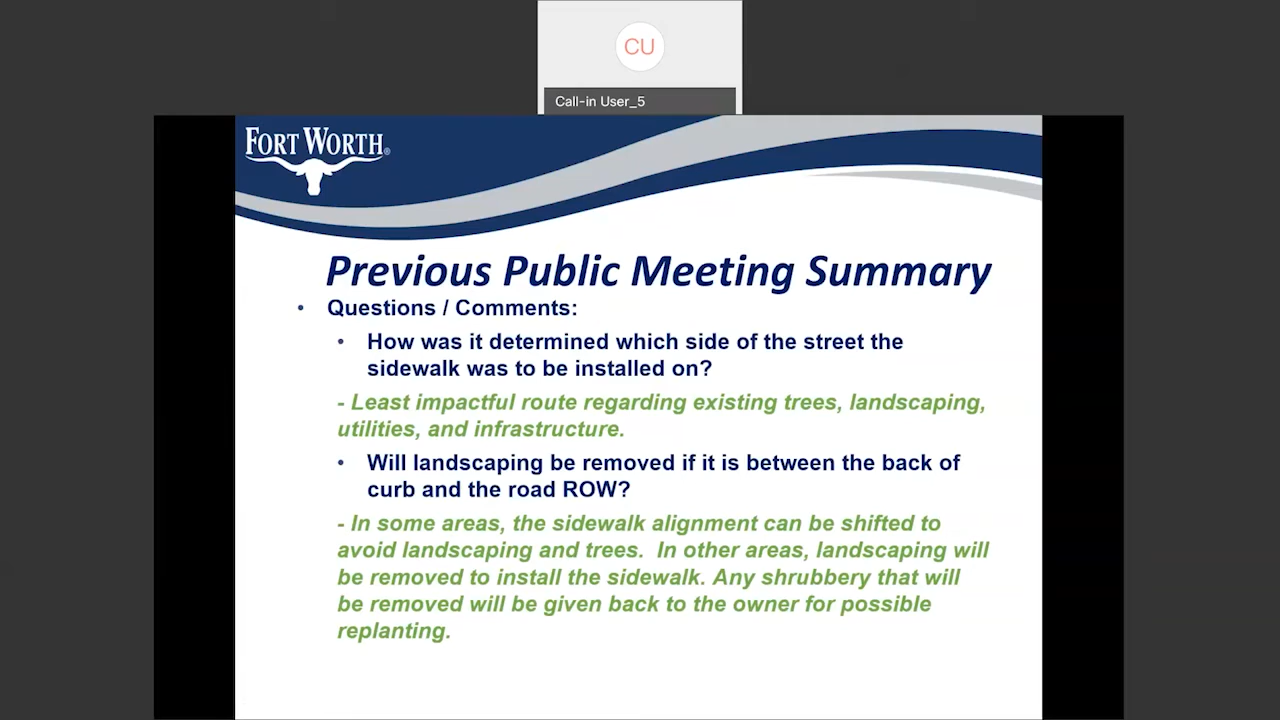 CU
Call-in User_5
FORT WORTH®
Previous Public Meeting Summary
• Questions / Comments:
• How was it determined which side of the street the
sidewalk was to be installed on?
- Least impactful route regarding existing trees, landscaping,
utilities, and infrastructure.
• Will landscaping be removed if it is between the back of
curb and the road ROW?
- In some areas, the sidewalk alignment can be shifted to
avoid landscaping and trees.  In other areas, landscaping will
be removed to install the sidewalk. Any shrubbery that will
be removed will be given back to the owner for possible
replanting.